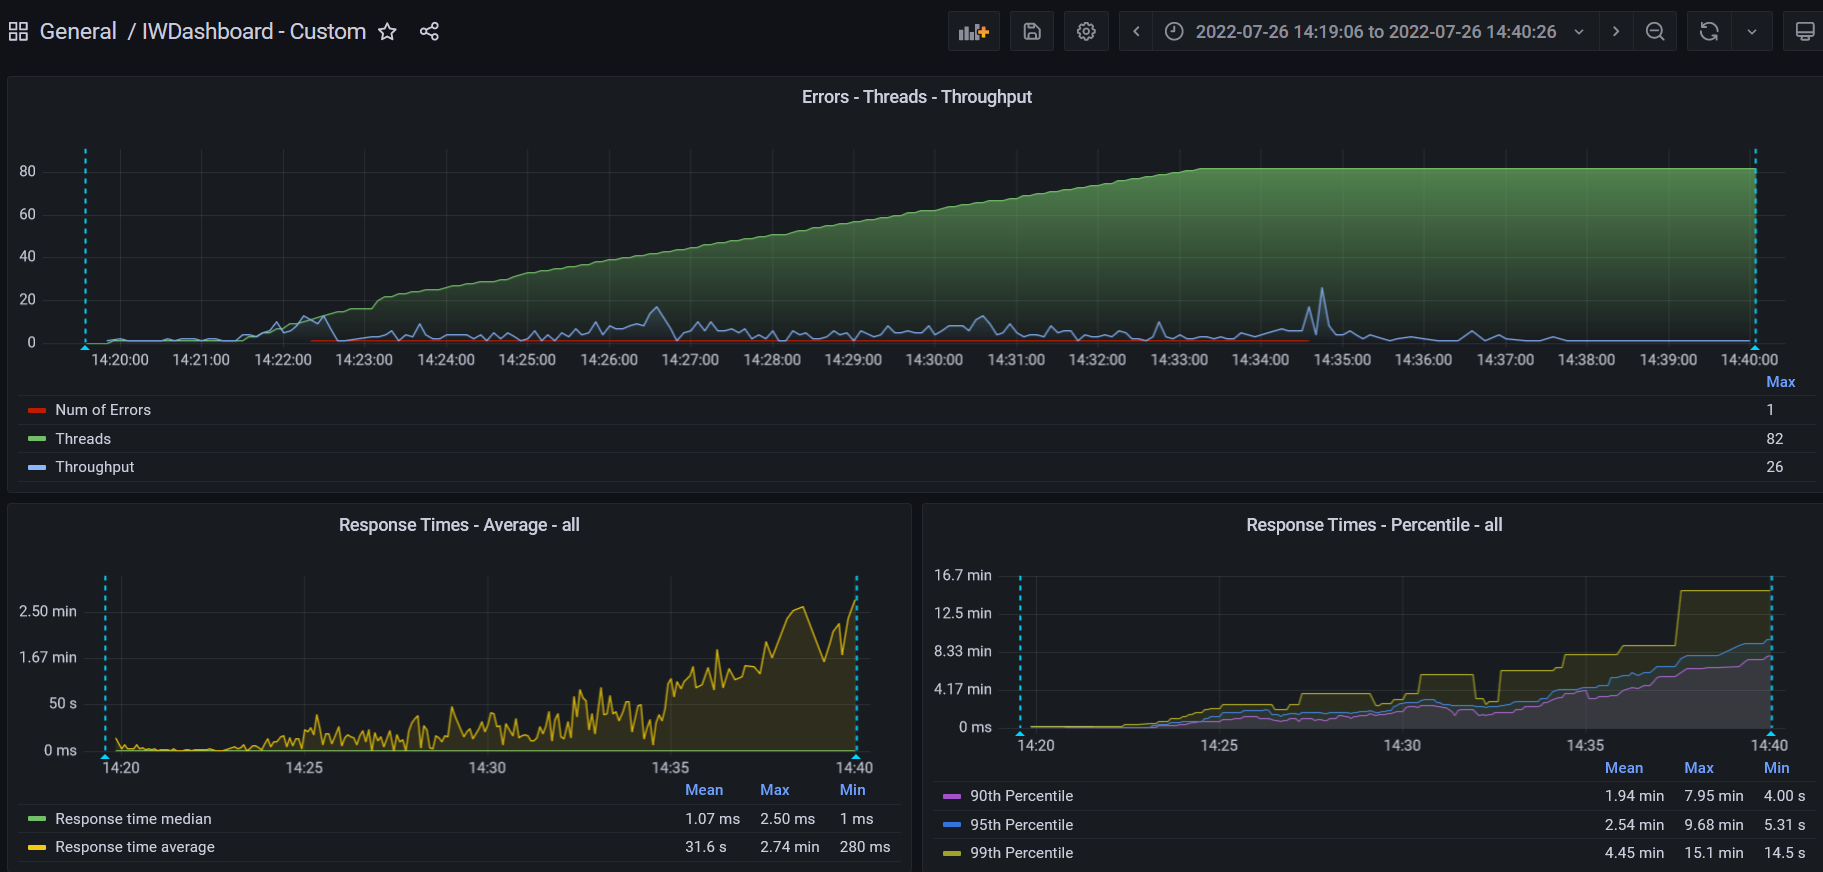 General / IWDashboard - Custom
2022-07-26 14:19:06 to 2022-07-26 14:40:26
Errors - Threads - Throughput
80
60
40
20
0
14:20:00 14:21:00 14:22:00 14:23:00 14:24:00 14:25:00 14:26:00 14:27:00 14:28:00 14:29:00 14:30:00 14:31:00 14:32:00 14:33:00 14:34:00 14:35:00 14:36:00 14:37:00 14:38:00 14:39:00 14:40:00
Max
Num of Errors 1
Threads 82
Throughput 26
Response Times - Average - all
2.50 min
1.67 min
50 s
0 ms
14:20 14:25 14:30 14:35 14:40
Mean Max Min
Response time median 1.07 ms 2.50 ms 1 ms
Response time average 31.6 s 2.74 min 280 ms
Response Times - Percentile - all
16.7 min
12.5 min
8.33 min
4.17 min
0 ms
14:20 14:25 14:30 14:35 14:40
Mean Max Min
90th Percentile 1.94 min 7.95 min 4.00 s
95th Percentile 2.54 min 9.68 min 5.31 s
99th Percentile 4.45 min 15.1 min 14.5 s